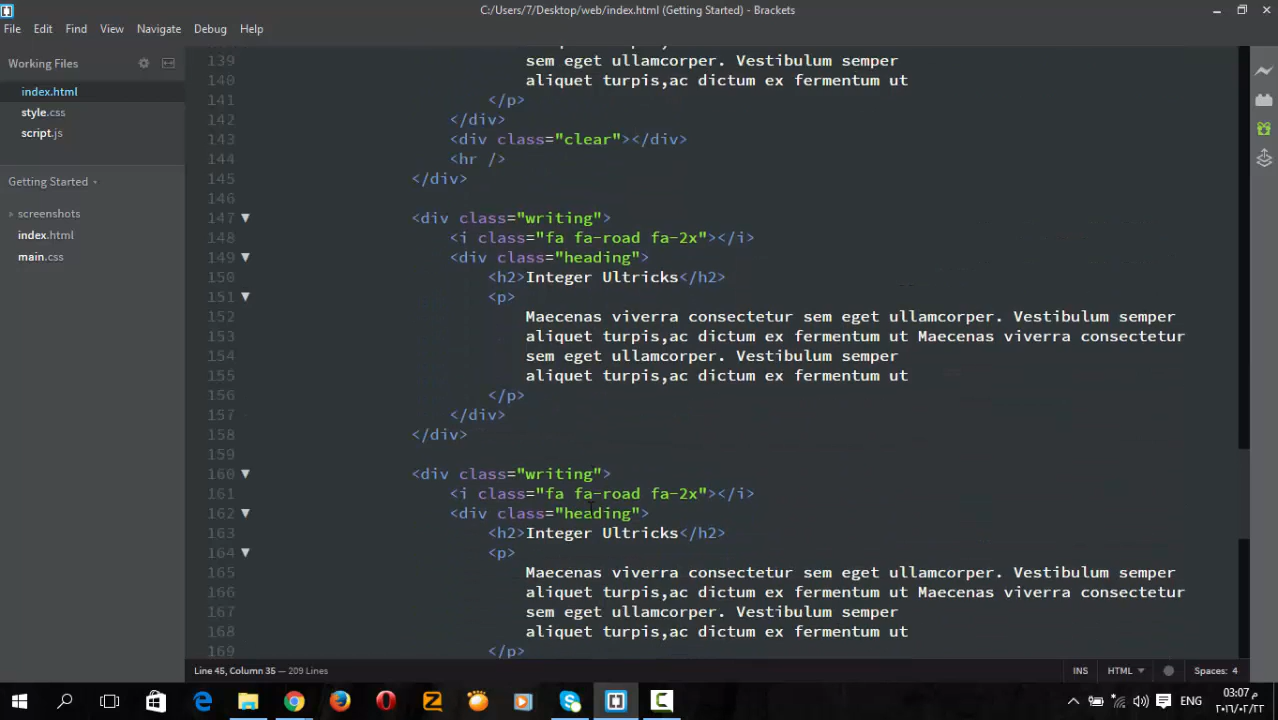 C:/Users/7/Desktop/web/index.html (Getting Started) - Brackets
File Edit Find View Navigate Debug Help
Working Files
index.html
style.css
script.js
Getting Started
screenshots
index.html
main.css
139 sem eget ullamcorper. Vestibulum semper
140 aliquet turpis,ac dictum ex fermentum ut
141 </p>
142 </div>
143 <div class="clear"></div>
144 <hr />
145 </div>
146
147 <div class="writing">
148 <i class="fa fa-road fa-2x"></i>
149 <div class="heading">
150 <h2>Integer Ultricks</h2>
151 <p>
152 Maecenas viverra consectetur sem eget ullamcorper. Vestibulum semper
153 aliquet turpis,ac dictum ex fermentum ut Maecenas viverra consectetur
154 sem eget ullamcorper. Vestibulum semper
155 aliquet turpis,ac dictum ex fermentum ut
156 </p>
157 </div>
158 </div>
159
160 <div class="writing">
161 <i class="fa fa-road fa-2x"></i>
162 <div class="heading">
163 <h2>Integer Ultricks</h2>
164 <p>
165 Maecenas viverra consectetur sem eget ullamcorper. Vestibulum semper
166 aliquet turpis,ac dictum ex fermentum ut Maecenas viverra consectetur
167 sem eget ullamcorper. Vestibulum semper
168 aliquet turpis,ac dictum ex fermentum ut
169 </p>
Line 45, Column 35 — 209 Lines
INS HTML Spaces: 4
ENG
03:07 م